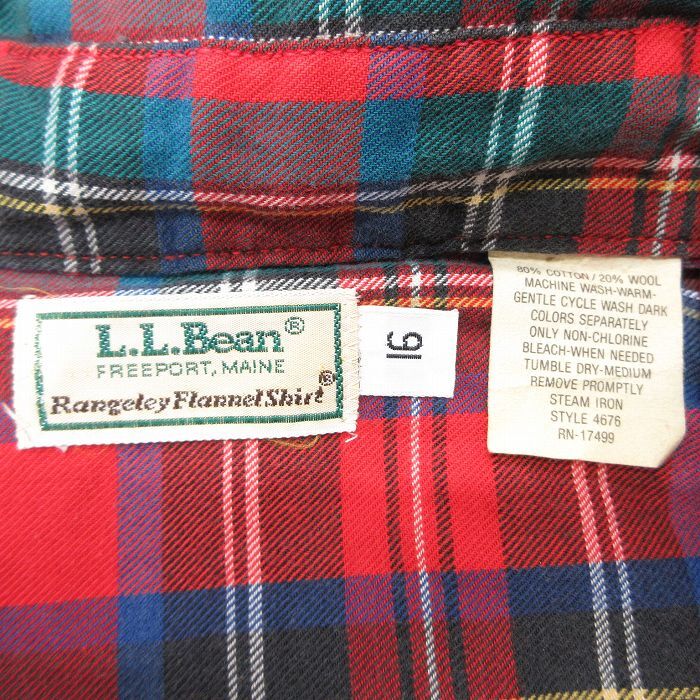 L.L.Bean®
FREEPORT, MAINE
Rangeley Flannel Shirt®
16
80% COTTON / 20% WOOL
MACHINE WASH-WARM-
GENTLE CYCLE WASH DARK
COLORS SEPARATELY
ONLY NON-CHLORINE
BLEACH-WHEN NEEDED
TUMBLE DRY-MEDIUM
REMOVE PROMPTLY
STEAM IRON
STYLE 4676
RN-17499